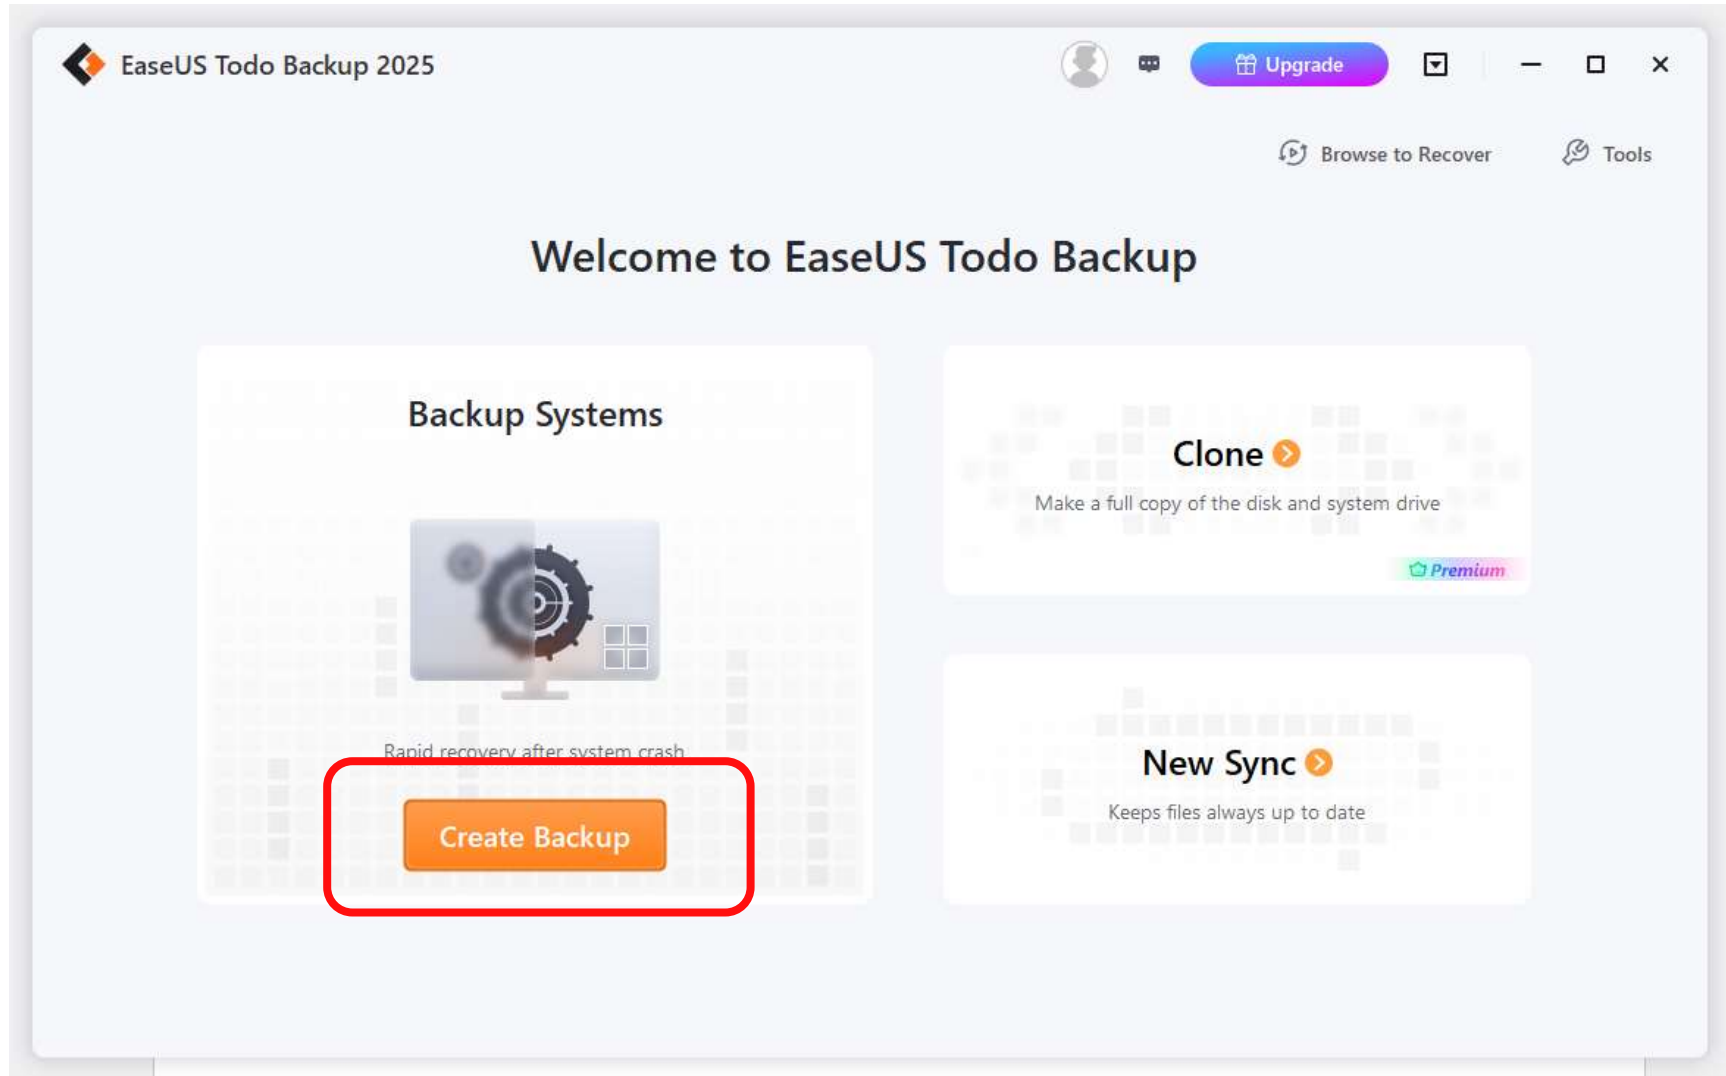 EaseUS Todo Backup 2025
Upgrade
Browse to Recover
Tools
Welcome to EaseUS Todo Backup
Backup Systems
Rapid recovery after system crash
Create Backup
Clone
Make a full copy of the disk and system drive
Premium
New Sync
Keeps files always up to date